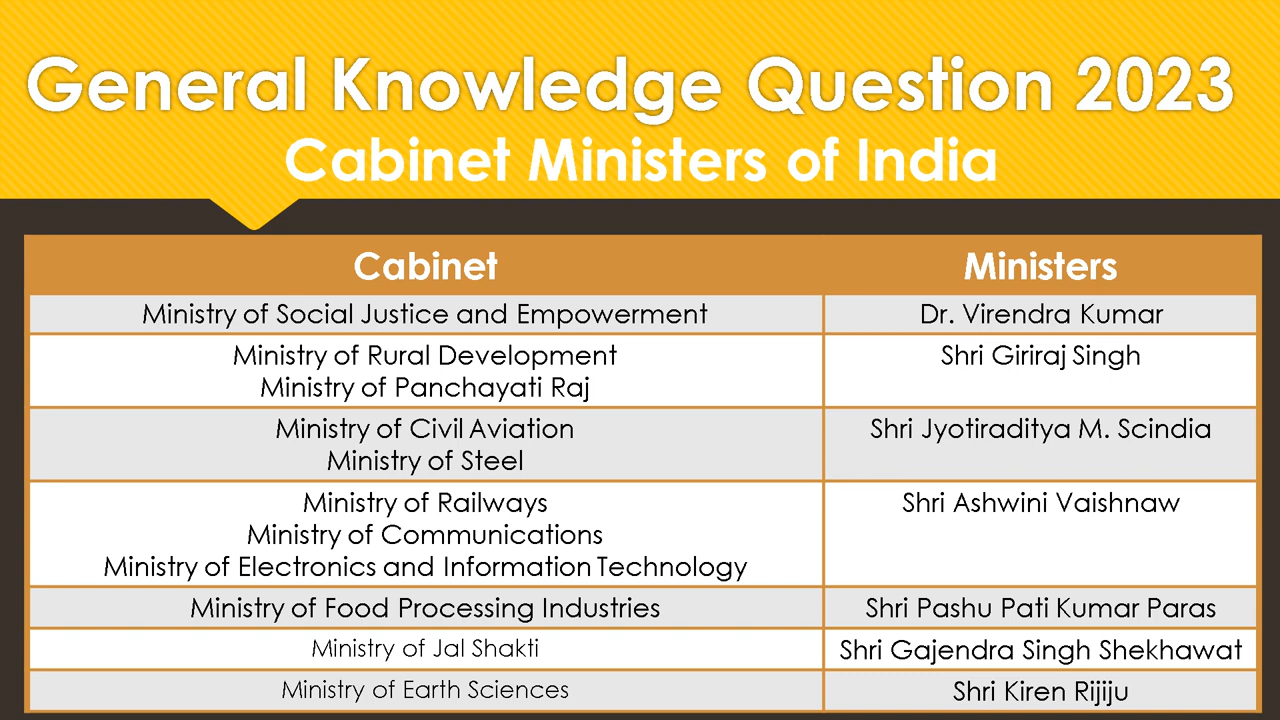 General Knowledge Question 2023
Cabinet Ministers of India
Cabinet Ministers
Ministry of Social Justice and Empowerment Dr. Virendra Kumar
Ministry of Rural Development Shri Giriraj Singh
Ministry of Panchayati Raj
Ministry of Civil Aviation Shri Jyotiraditya M. Scindia
Ministry of Steel
Ministry of Railways Shri Ashwini Vaishnaw
Ministry of Communications
Ministry of Electronics and Information Technology
Ministry of Food Processing Industries Shri Pashu Pati Kumar Paras
Ministry of Jal Shakti Shri Gajendra Singh Shekhawat
Ministry of Earth Sciences Shri Kiren Rijiju